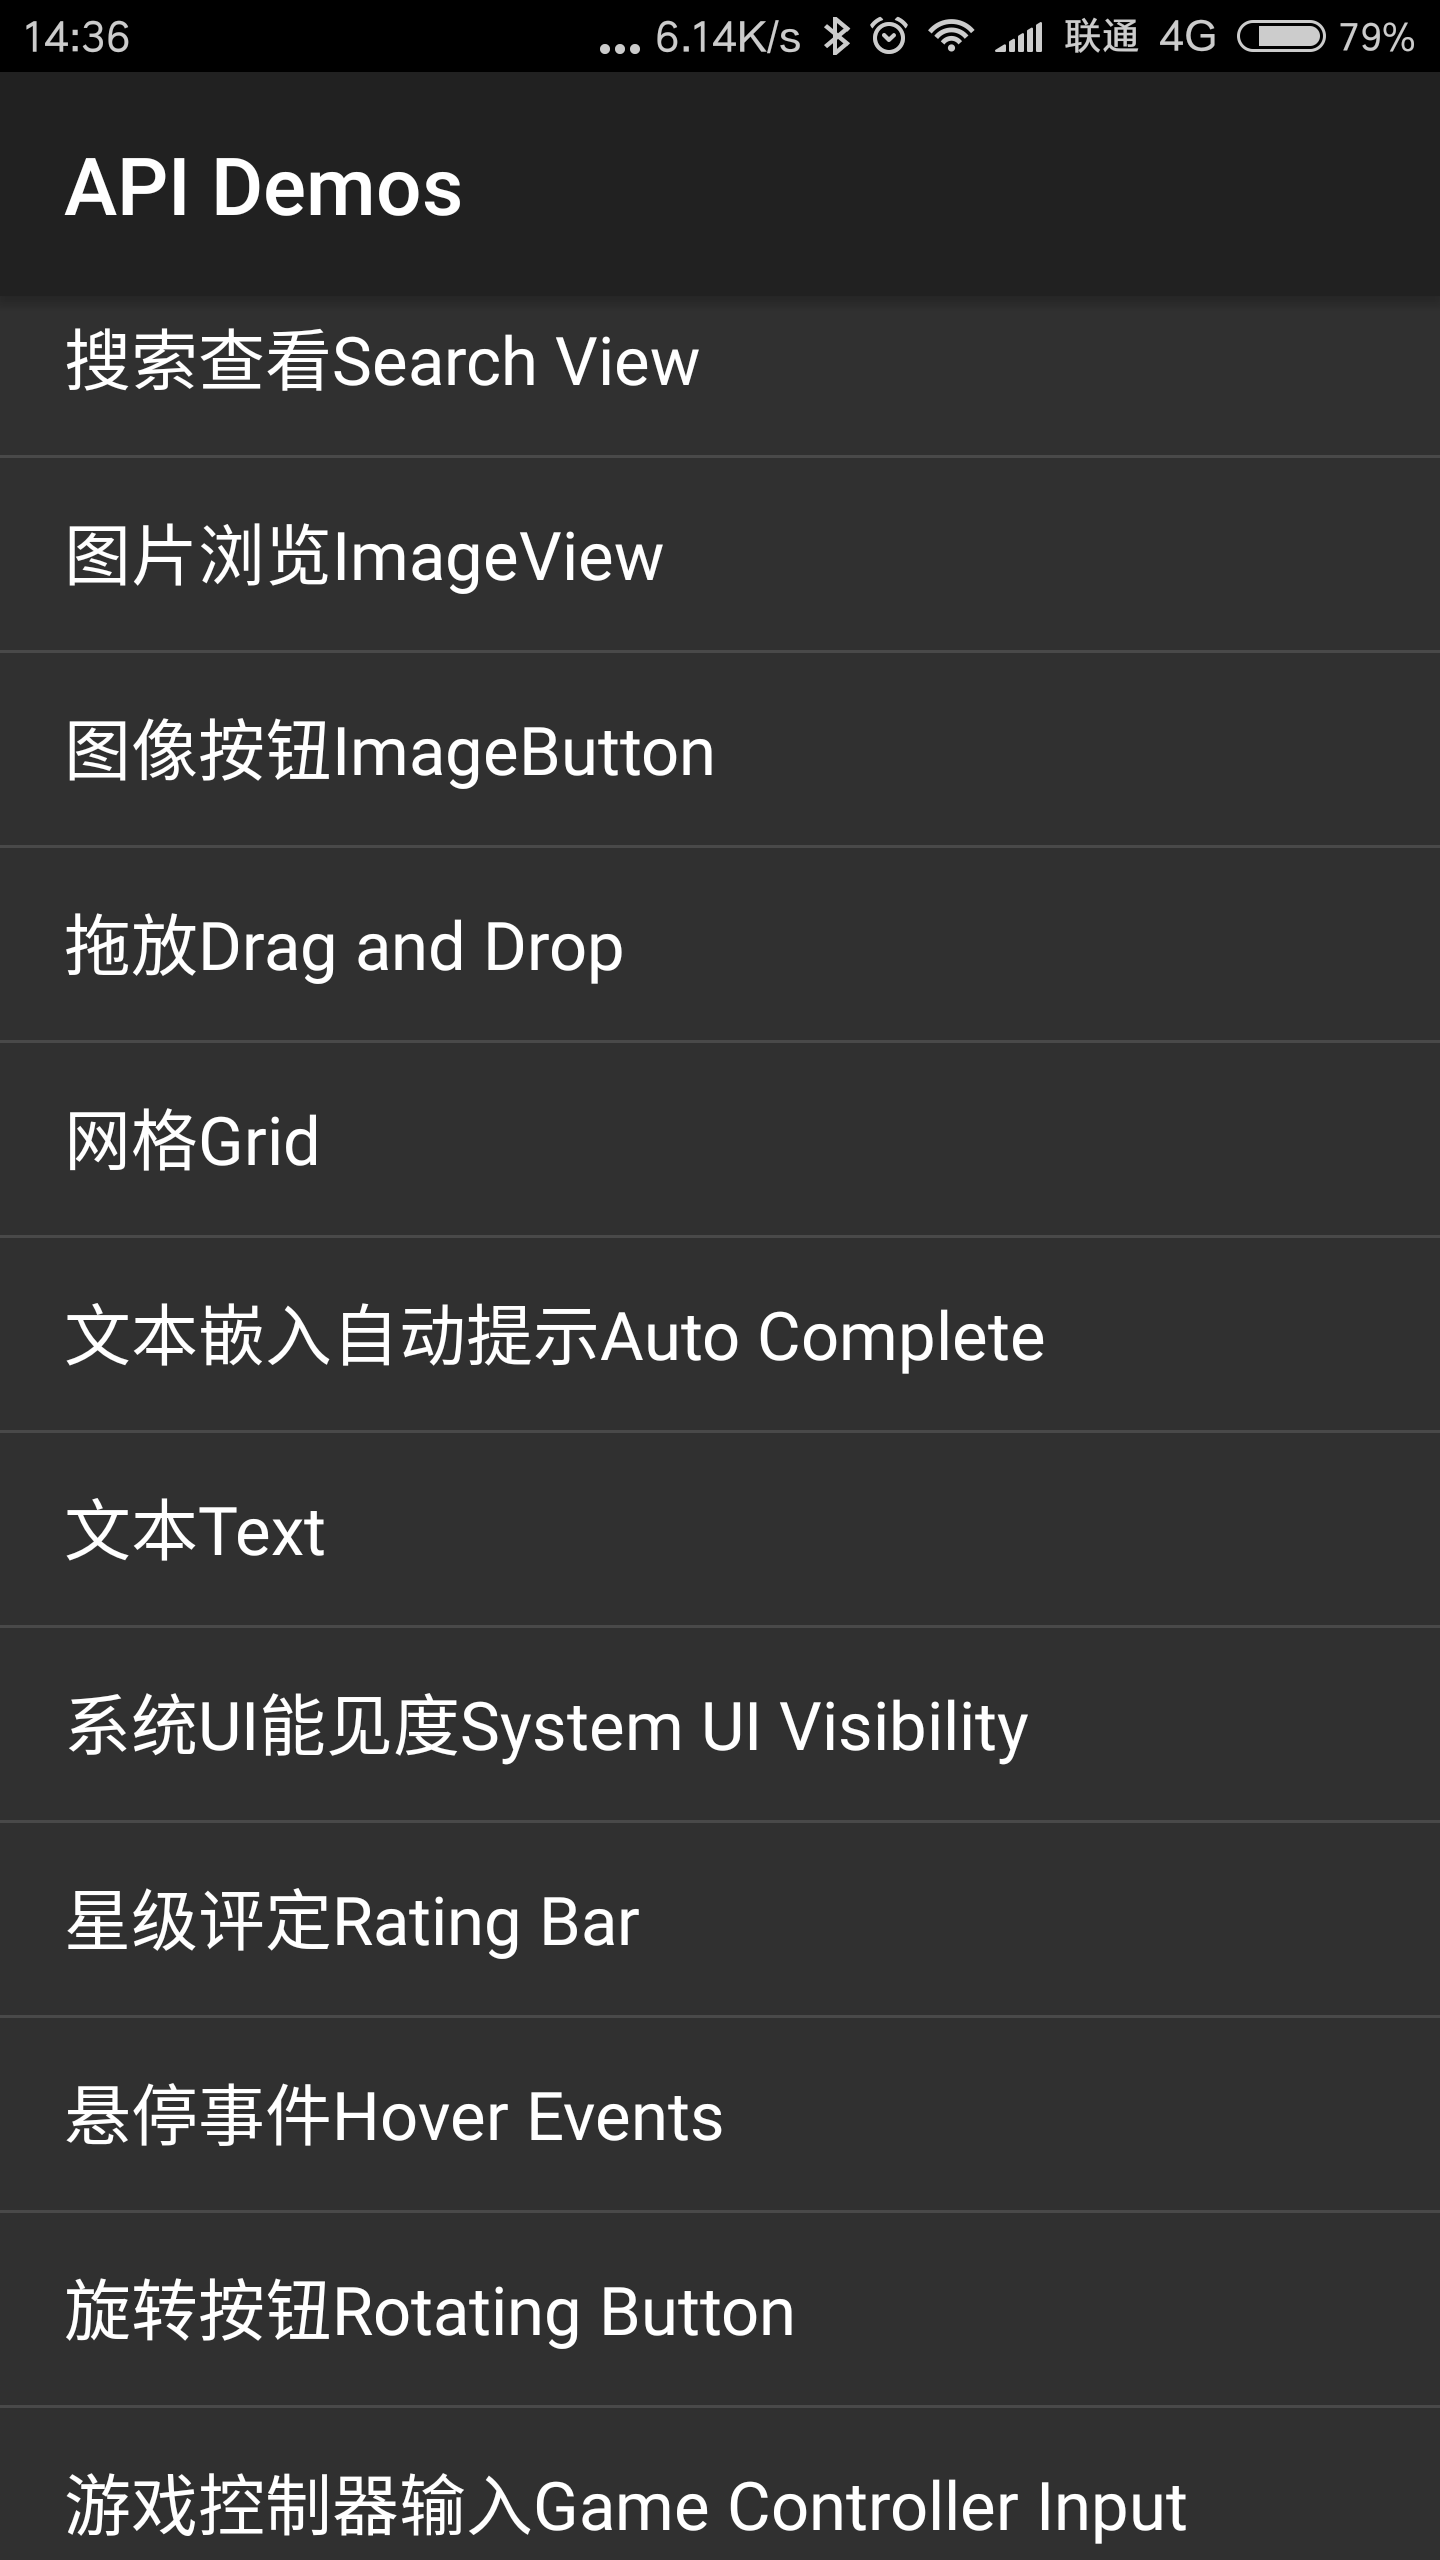 14:36 ... 6.14K/s 联通 4G 79%
API Demos
搜索查看Search View
图片浏览ImageView
图像按钮ImageButton
拖放Drag and Drop
网格Grid
文本嵌入自动提示Auto Complete
文本Text
系统UI能见度System UI Visibility
星级评定Rating Bar
悬停事件Hover Events
旋转按钮Rotating Button
游戏控制器输入Game Controller Input